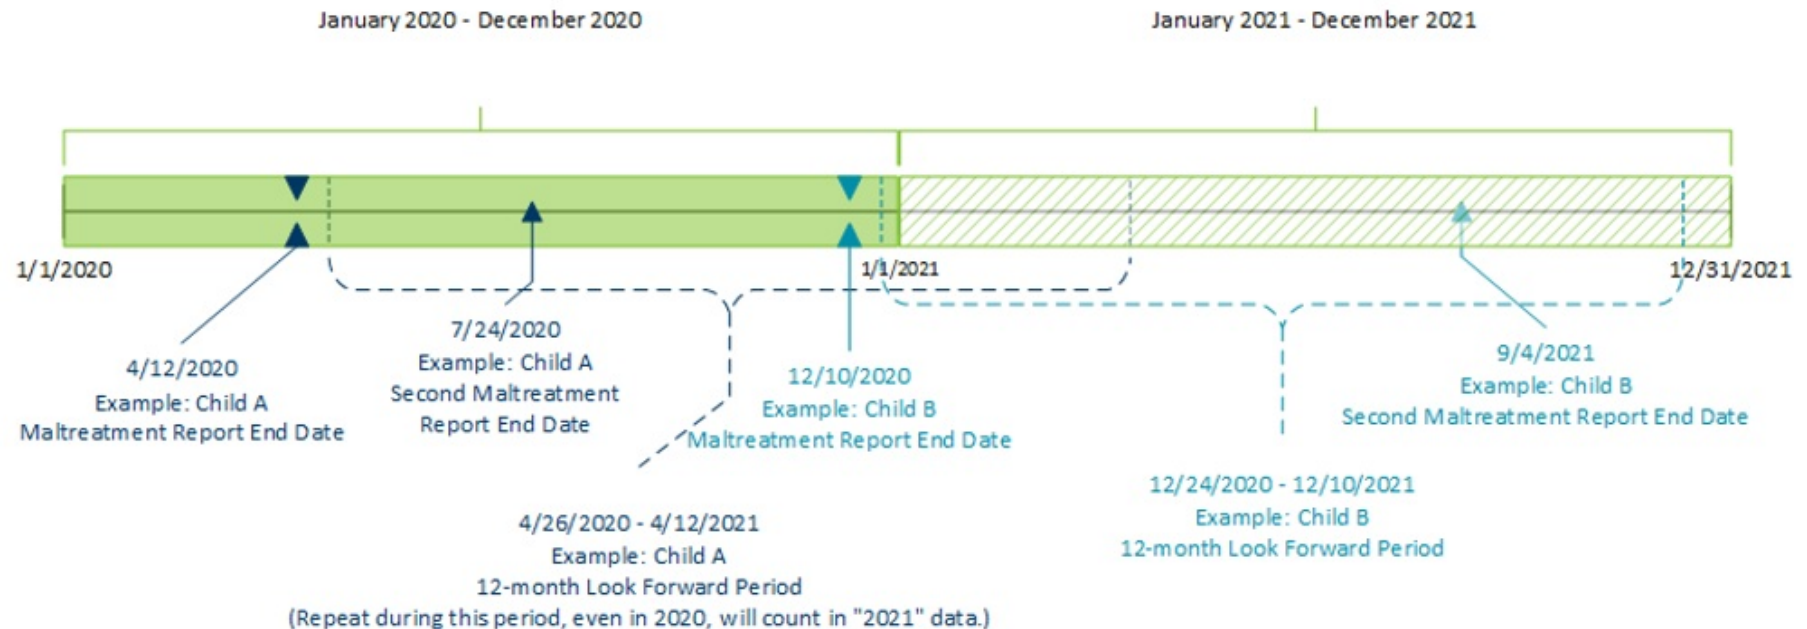 January 2020 - December 2020
January 2021 - December 2021
1/1/2020
1/1/2021
12/31/2021
4/12/2020
Example: Child A
Maltreatment Report End Date
7/24/2020
Example: Child A
Second Maltreatment
Report End Date
12/10/2020
Example: Child B
Maltreatment Report End Date
9/4/2021
Example: Child B
Second Maltreatment Report End Date
4/26/2020 - 4/12/2021
Example: Child A
12-month Look Forward Period
(Repeat during this period, even in 2020, will count in "2021" data.)
12/24/2020 - 12/10/2021
Example: Child B
12-month Look Forward Period